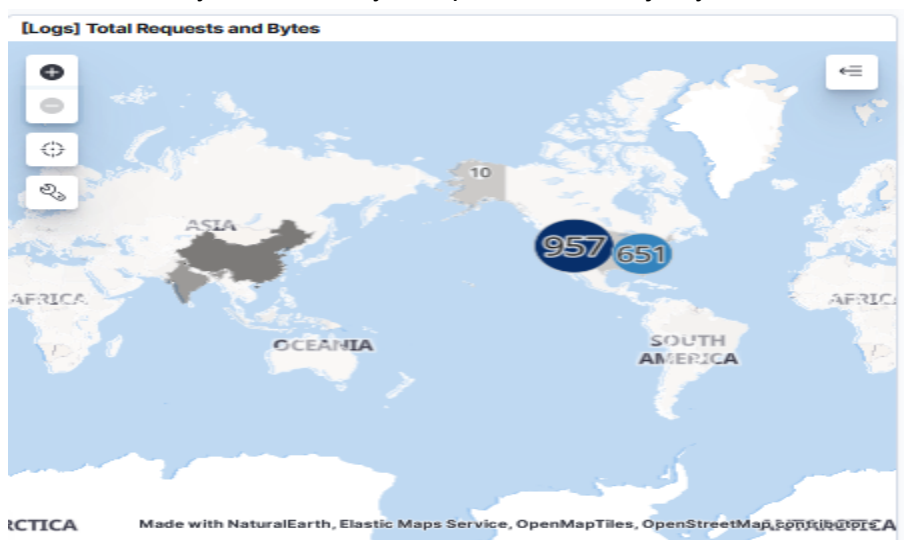 [Logs] Total Requests and Bytes
10
ASIA
957
651
AFRICA
AFRICA
OCEANIA
SOUTH
AMERICA
CTICA
Made with NaturalEarth, Elastic Maps Service, OpenMapTiles, OpenStreetMap contributors